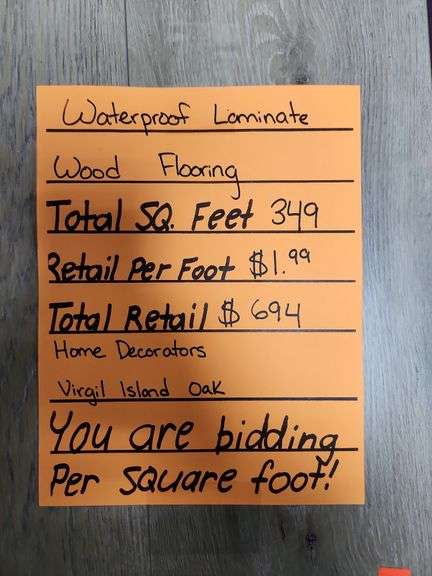 Waterproof Laminate
Wood Flooring
Total SQ. Feet 349
Retail Per Foot $1.99
Total Retail $ 694
Home Decorators
Virgil Island Oak
You are bidding
Per square foot!